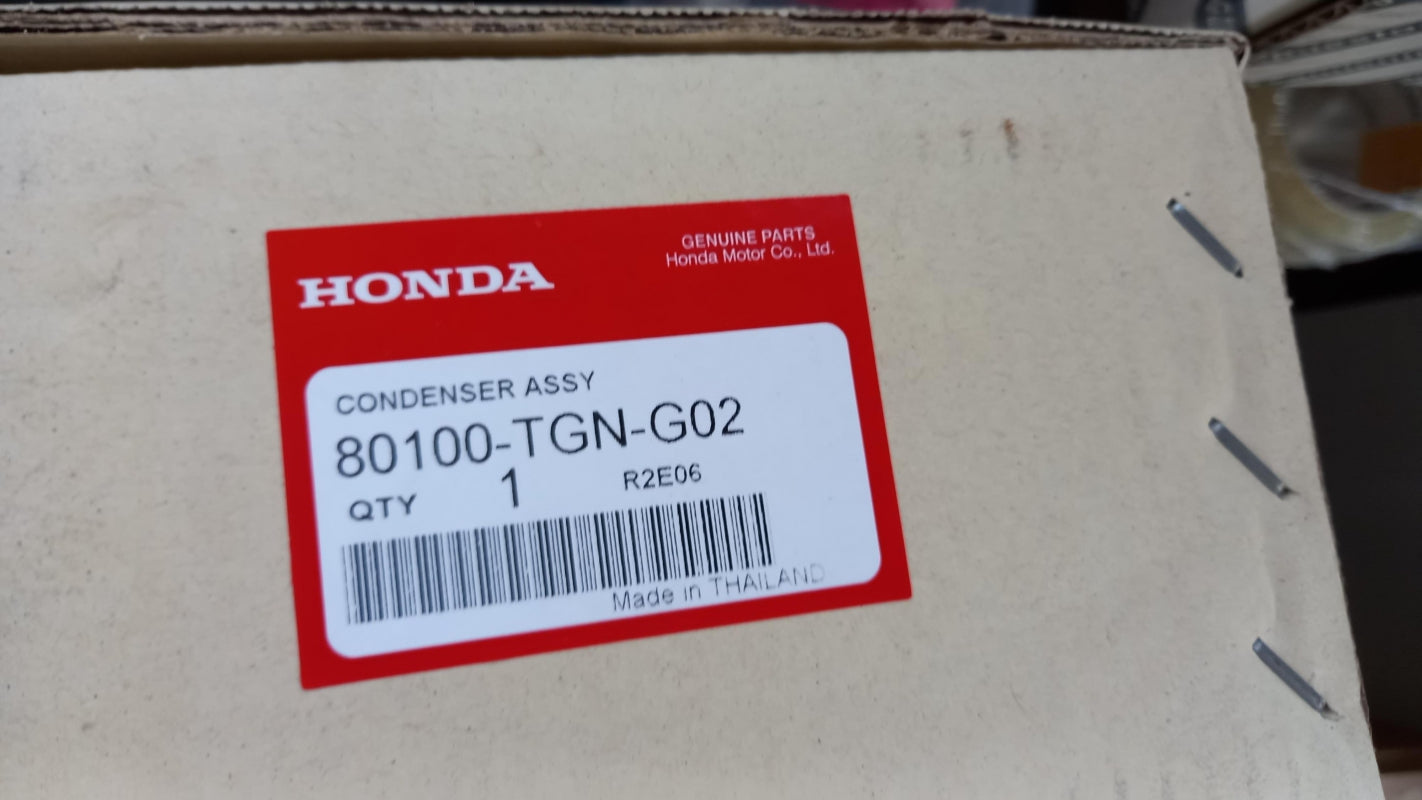 HONDA
GENUINE PARTS
Honda Motor Co., Ltd.
CONDENSER ASSY
80100-TGN-G02
QTY 1 R2E06
Made in THAILAND